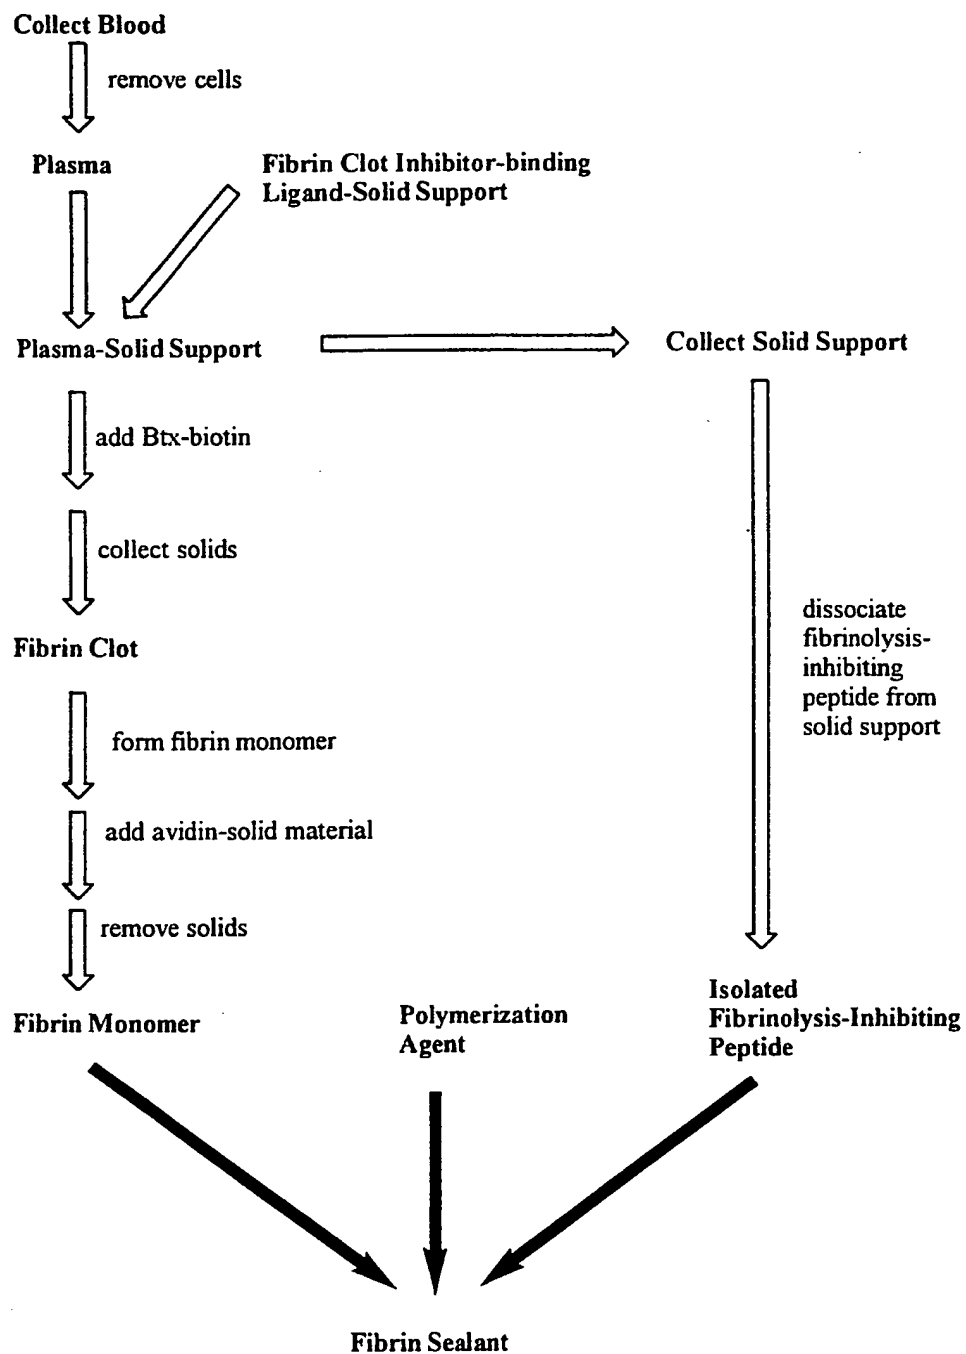 Collect Blood
remove cells
Plasma
Fibrin Clot Inhibitor-binding
Ligand-Solid Support
Plasma-Solid Support
Collect Solid Support
add Btx-biotin
collect solids
dissociate
fibrinolysis-
inhibiting
peptide from
solid support
Fibrin Clot
form fibrin monomer
add avidin-solid material
remove solids
Fibrin Monomer
Polymerization
Agent
Isolated
Fibrinolysis-Inhibiting
Peptide
Fibrin Sealant